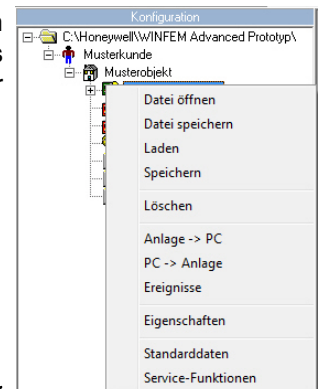 Konfiguration
C:\Honeywell\WINFEM Advanced Prototyp\
Musterkunde
Musterobjekt
Datei öffnen
Datei speichern
Laden
Speichern
Löschen
Anlage -> PC
PC -> Anlage
Ereignisse
Eigenschaften
Standarddaten
Service-Funktionen